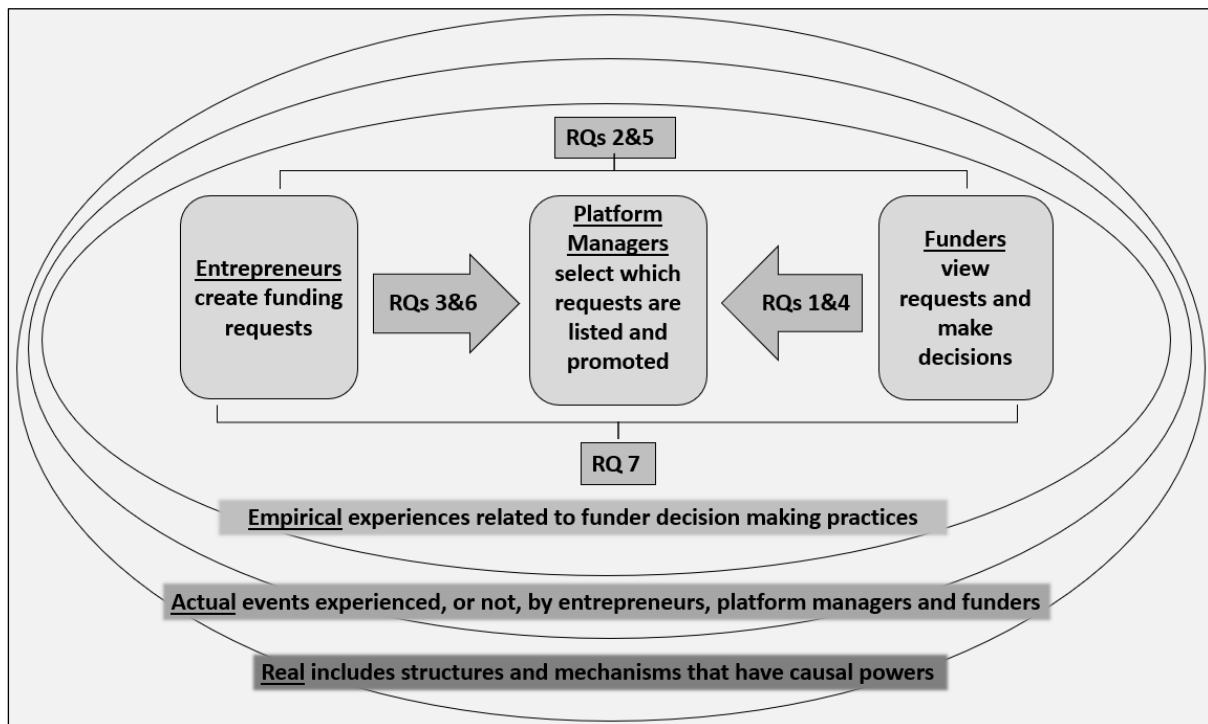 RQs 2&5
Entrepreneurs
create funding
requests
RQs 3&6
Platform
Managers
select which
requests are
listed and
promoted
RQs 1&4
Funders
view
requests and
make
decisions
RQ 7
Empirical experiences related to funder decision making practices
Actual events experienced, or not, by entrepreneurs, platform managers and funders
Real includes structures and mechanisms that have causal powers